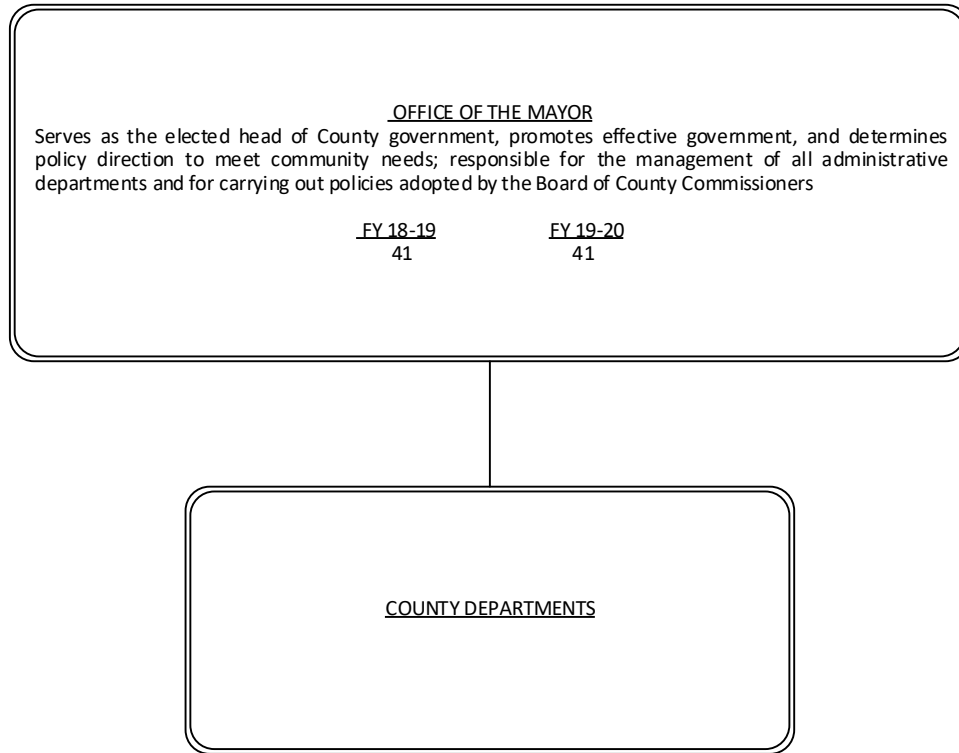 OFFICE OF THE MAYOR
Serves as the elected head of County government, promotes effective government, and determines
policy direction to meet community needs; responsible for the management of all administrative
departments and for carrying out policies adopted by the Board of County Commissioners
FY 18-19 FY 19-20
41 41
COUNTY DEPARTMENTS